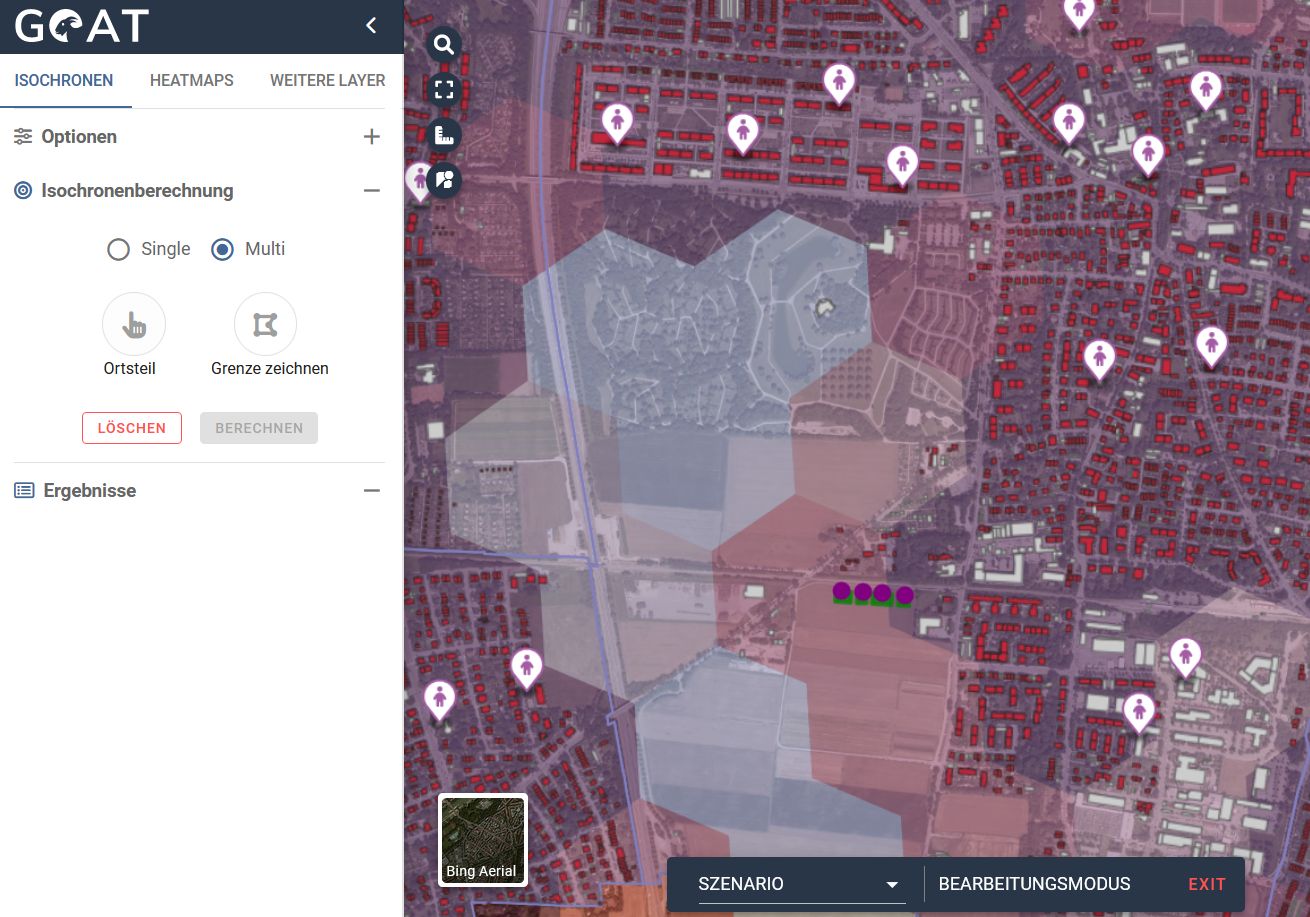 GOAT
ISOCHRONEN HEATMAPS WEITERE LAYER
Optionen
Isochronenberechnung
Single Multi
Ortsteil Grenze zeichnen
LÖSCHEN BERECHNEN
Ergebnisse
Bing Aerial
SZENARIO BEARBEITUNGSMODUS EXIT